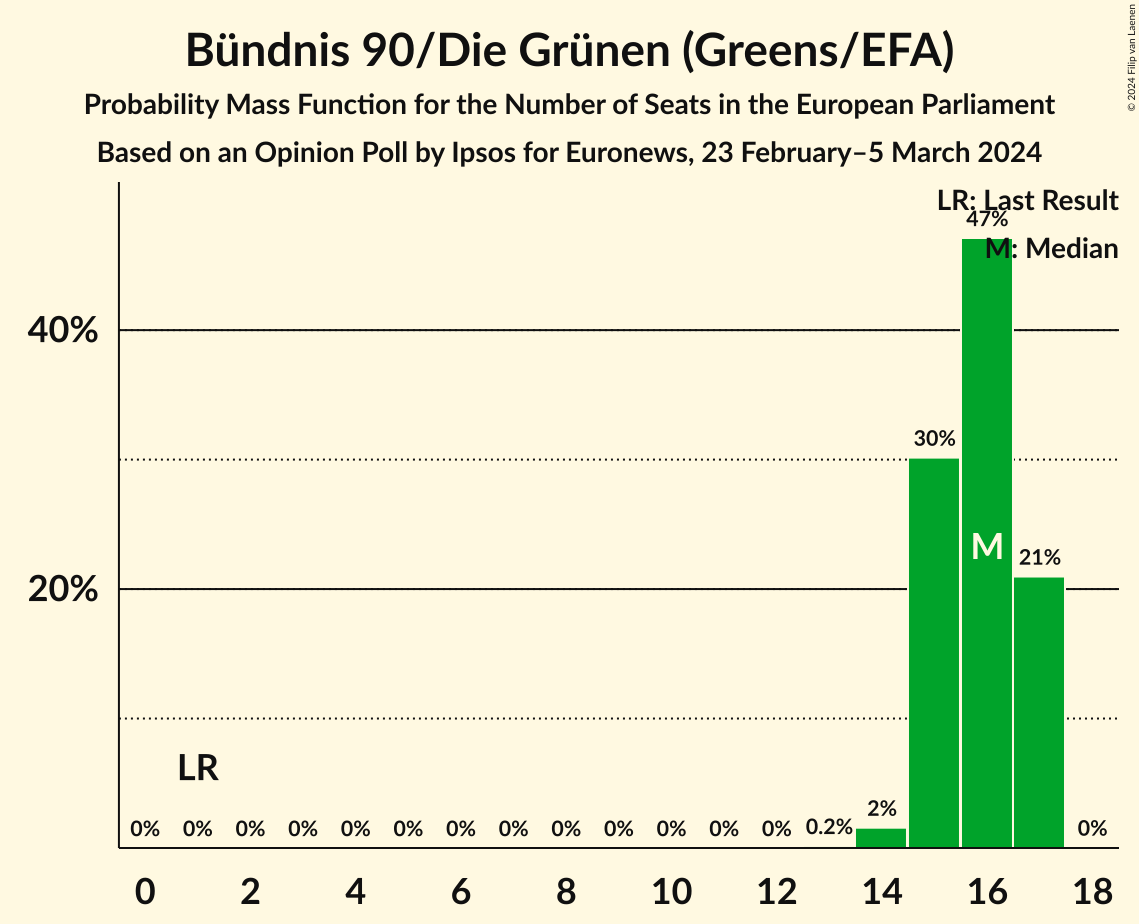 Bündnis 90/Die Grünen (Greens/EFA)
Probability Mass Function for the Number of Seats in the European Parliament
Based on an Opinion Poll by Ipsos for Euronews, 23 February–5 March 2024
© 2024 Filip van Laenen
LR: Last Result
47%
M: Median
40%
30%
M
21%
20%
LR
0% 0% 0% 0% 0% 0% 0% 0% 0% 0% 0% 0% 0% 0.2% 2% 0%
0 2 4 6 8 10 12 14 16 18